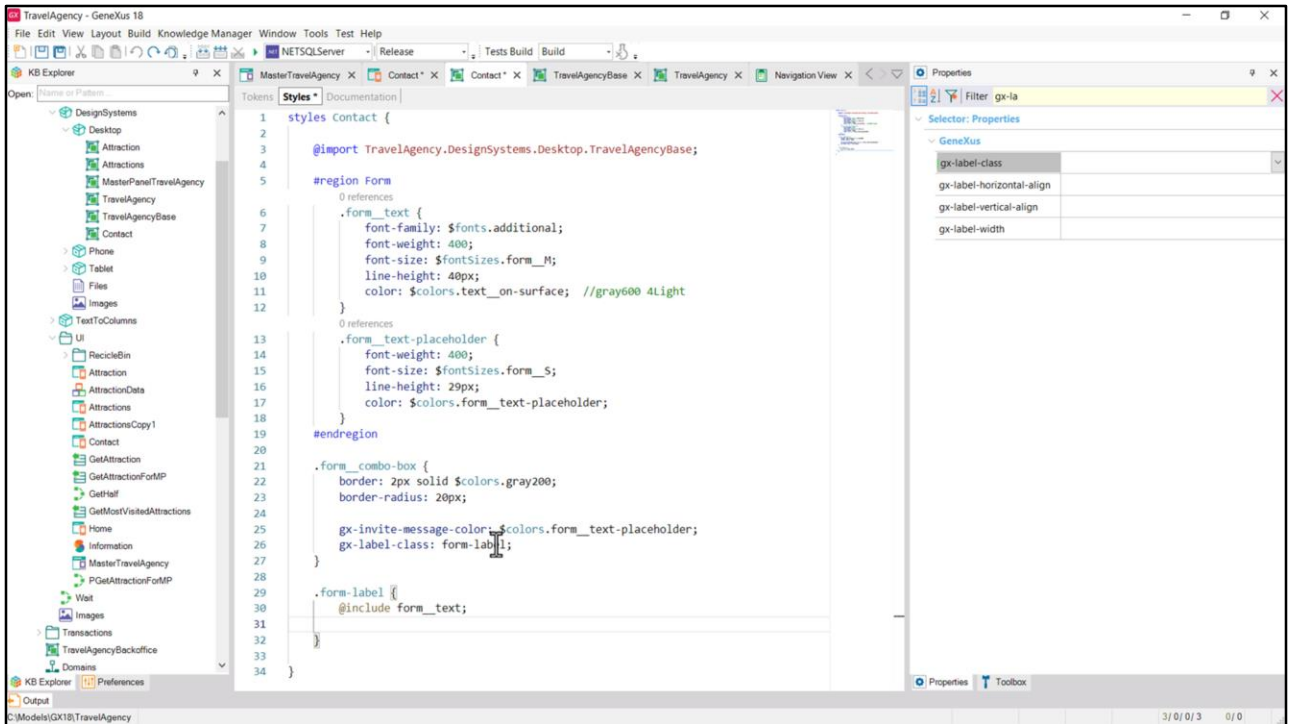 TravelAgency - GeneXus 18
File Edit View Layout Build Knowledge Manager Window Tools Test Help
NETSQLServer Release Tests Build Build
KB Explorer
Open: Name or Pattern...
DesignSystems
Desktop
Attraction
Attractions
MasterPanelTravelAgency
TravelAgency
TravelAgencyBase
Contact
Phone
Tablet
Files
Images
TextToColumns
UI
RecicleBin
Attraction
AttractionData
Attractions
AttractionsCopy1
Contact
GetAttraction
GetAttractionForMP
GetHalf
GetMostVisitedAttractions
Home
Information
MasterTravelAgency
PGetAttractionForMP
Wait
Images
Transactions
TravelAgencyBackoffice
Domains
KB Explorer Preferences
MasterTravelAgency X Contact * X Contact * X TravelAgencyBase X TravelAgency X Navigation View X
Tokens Styles * Documentation
1 styles Contact {
2
3 @import TravelAgency.DesignSystems.Desktop.TravelAgencyBase;
4
5 #region Form
0 references
6 .form__text {
7 font-family: $fonts.additional;
8 font-weight: 400;
9 font-size: $fontSizes.form__M;
10 line-height: 40px;
11 color: $colors.text__on-surface; //gray600 4Light
12 }
0 references
13 .form__text-placeholder {
14 font-weight: 400;
15 font-size: $fontSizes.form__S;
16 line-height: 29px;
17 color: $colors.form__text-placeholder;
18 }
19 #endregion
20
21 .form__combo-box {
22 border: 2px solid $colors.gray200;
23 border-radius: 20px;
24
25 gx-invite-message-color: $colors.form__text-placeholder;
26 gx-label-class: form-label;
27 }
28
29 .form-label {
30 @include form__text;
31
32 }
33
34 }
Properties
Filter gx-la
Selector: Properties
GeneXus
gx-label-class
gx-label-horizontal-align
gx-label-vertical-align
gx-label-width
Properties Toolbox
Output
C:\Models\GX18\TravelAgency 3/0/0/3 0/0